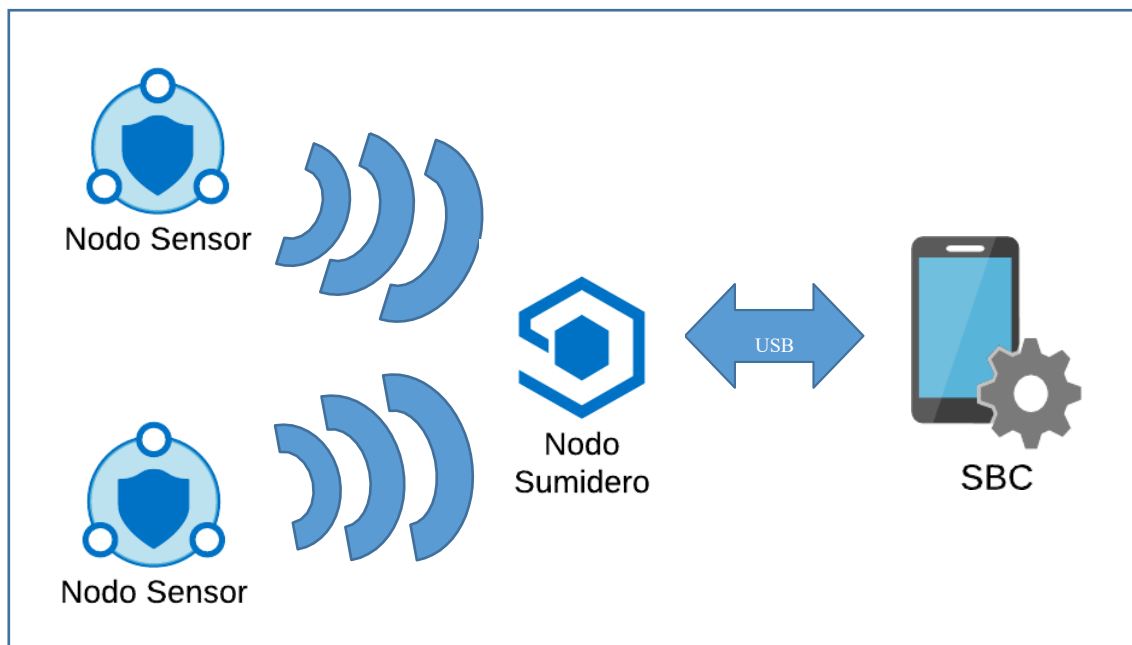 Nodo Sensor
Nodo
Sumidero
USB
SBC
Nodo Sensor